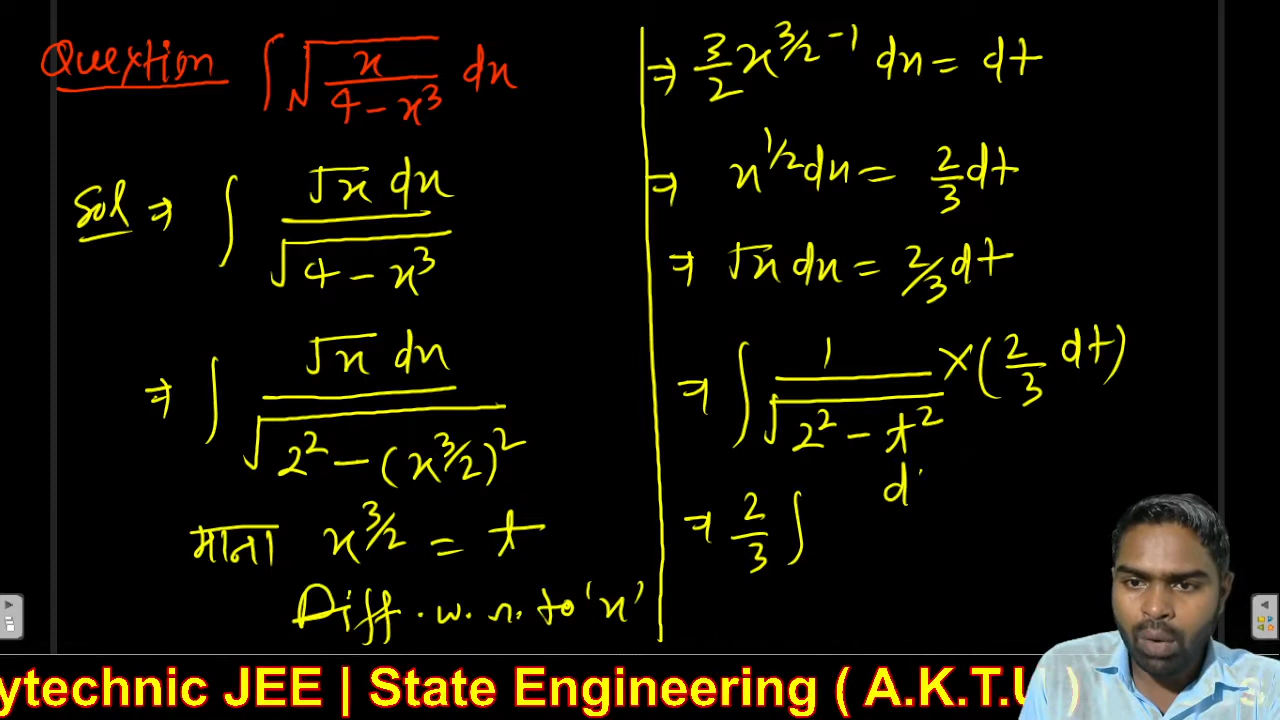 Question ∫ √(x/(4-x³)) dx
Sol ⇒ ∫ √x dx / √(4-x³)
⇒ ∫ √x dx / √(2²-(x^3/2)²)
माना x^3/2 = t
Diff. w. r. to 'x'
⇒ 3/2 x^3/2-1 dx = dt
⇒ x^1/2 dx = 2/3 dt
⇒ √x dx = 2/3 dt
⇒ ∫ 1/√(2²-t²) × (2/3 dt)
⇒ 2/3 ∫ d
ytechnic JEE | State Engineering ( A.K.T.U )